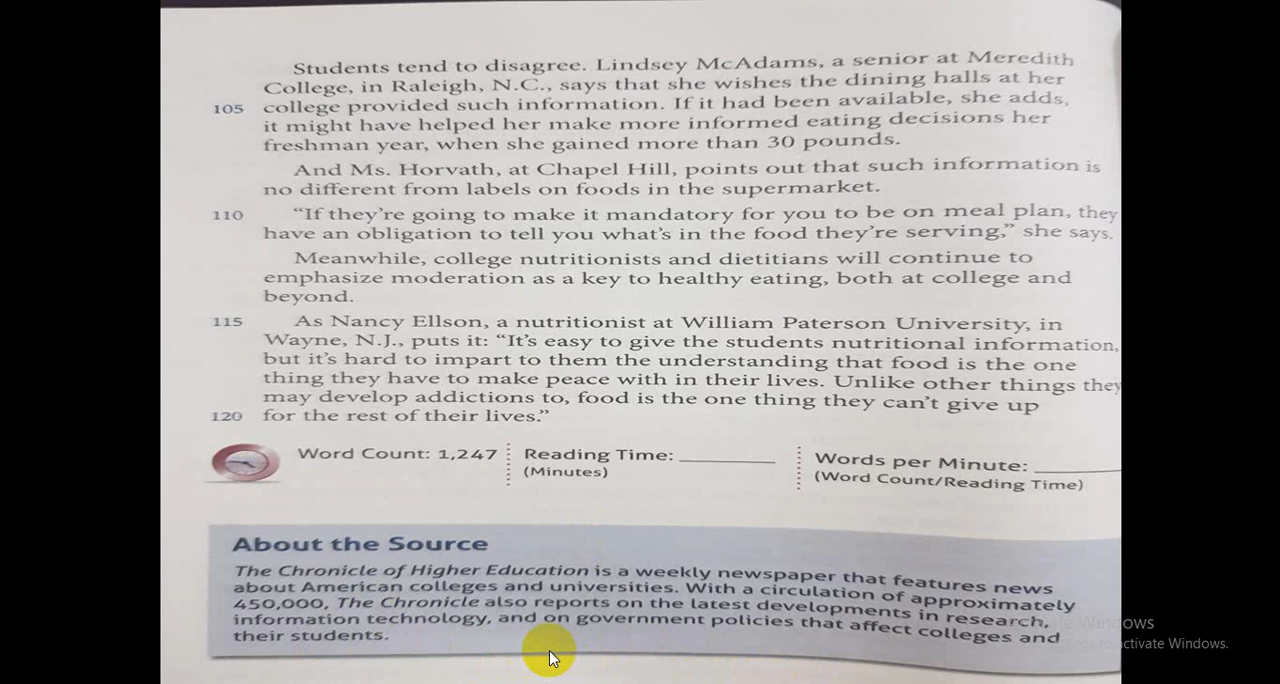 Students tend to disagree. Lindsey McAdams, a senior at Meredith
College, in Raleigh, N.C., says that she wishes the dining halls at her
105 college provided such information. If it had been available, she adds,
it might have helped her make more informed eating decisions her
freshman year, when she gained more than 30 pounds.
And Ms. Horvath, at Chapel Hill, points out that such information is
no different from labels on foods in the supermarket.
110 “If they’re going to make it mandatory for you to be on meal plan, they
have an obligation to tell you what’s in the food they’re serving,” she says.
Meanwhile, college nutritionists and dietitians will continue to
emphasize moderation as a key to healthy eating, both at college and
beyond.
115 As Nancy Ellson, a nutritionist at William Paterson University, in
Wayne, N.J., puts it: “It’s easy to give the students nutritional information,
but it’s hard to impart to them the understanding that food is the one
thing they have to make peace with in their lives. Unlike other things they
may develop addictions to, food is the one thing they can’t give up
120 for the rest of their lives.”
Word Count: 1,247 Reading Time: ________ Words per Minute: ________
(Minutes) (Word Count/Reading Time)
About the Source
The Chronicle of Higher Education is a weekly newspaper that features news
about American colleges and universities. With a circulation of approximately
450,000, The Chronicle also reports on the latest developments in research,
information technology, and on government policies that affect colleges and
their students.
Windows
activate Windows.